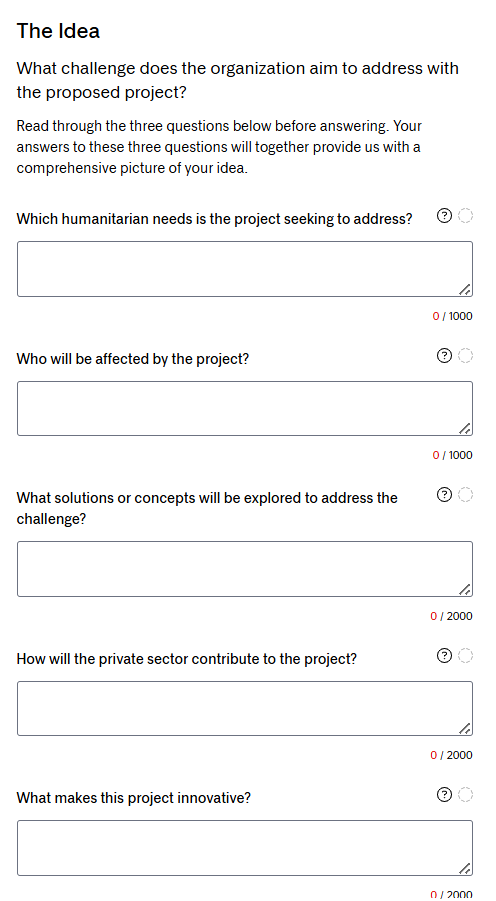 The Idea
What challenge does the organization aim to address with
the proposed project?
Read through the three questions below before answering. Your
answers to these three questions will together provide us with a
comprehensive picture of your idea.
Which humanitarian needs is the project seeking to address?
0 / 1000
Who will be affected by the project?
0 / 1000
What solutions or concepts will be explored to address the
challenge?
0 / 2000
How will the private sector contribute to the project?
0 / 2000
What makes this project innovative?
0 / 2000